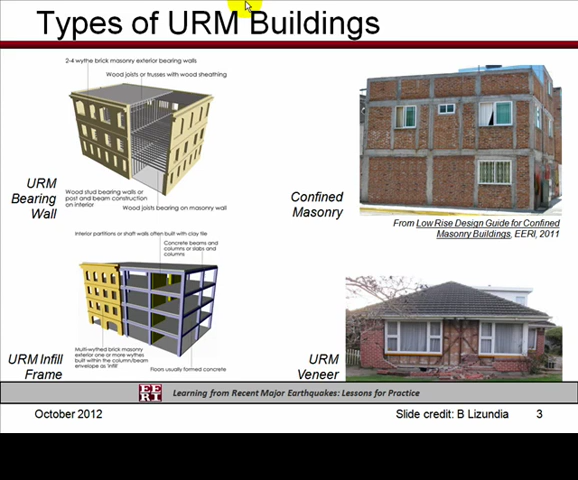 Types of URM Buildings
2-4 wythe brick masonry exterior bearing walls
Wood joists or trusses with wood sheathing
URM
Bearing
Wall
Wood stud bearing walls or
post and beam construction
on interior
Wood joists bearing on masonry wall
Confined
Masonry
From Low Rise Design Guide for Confined
Masonry Buildings, EERI, 2011
Interior partitions or shaft walls often built with clay tile
Concrete beams
and columns
or slabs and
columns
URM Infill
Frame
Multi-wythed brick masonry
exterior one or more wythes
built within the column/beam
envelope as 'infill'
Floors usually formed concrete
URM
Veneer
EE
RI
Learning from Recent Major Earthquakes: Lessons for Practice
October 2012
Slide credit: B Lizundia
3